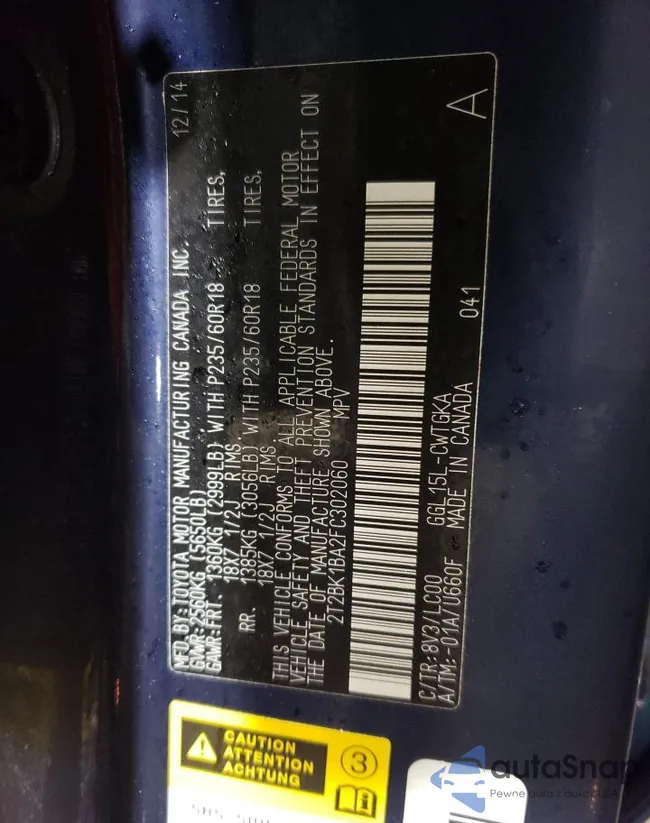 MFD.BY:TOYOTA MOTOR MANUFACTURING CANADA INC. 12/14
GVWR:2560KG (5650LB)
GAWR:FRT. 1360KG (2999LB) WITH P235/60R18 TIRES,
18X7 1/2J RIMS,
RR. 1385KG (3056LB) WITH P235/60R18 TIRES,
18X7 1/2J RIMS,
THIS VEHICLE CONFORMS TO ALL APPLICABLE FEDERAL MOTOR
VEHICLE SAFETY AND THEFT PREVENTION STANDARDS IN EFFECT ON
THE DATE OF MANUFACTURE SHOWN ABOVE.
2T2BK1BA2FC302060 MPV
C/TR:8V3/LC00 GGL15L-CWTGKA 041 A
A/TM:-01A/U660F MADE IN CANADA
CAUTION
ATTENTION
ACHTUNG
3
autoSnap
Pewne auta z aukcji USA